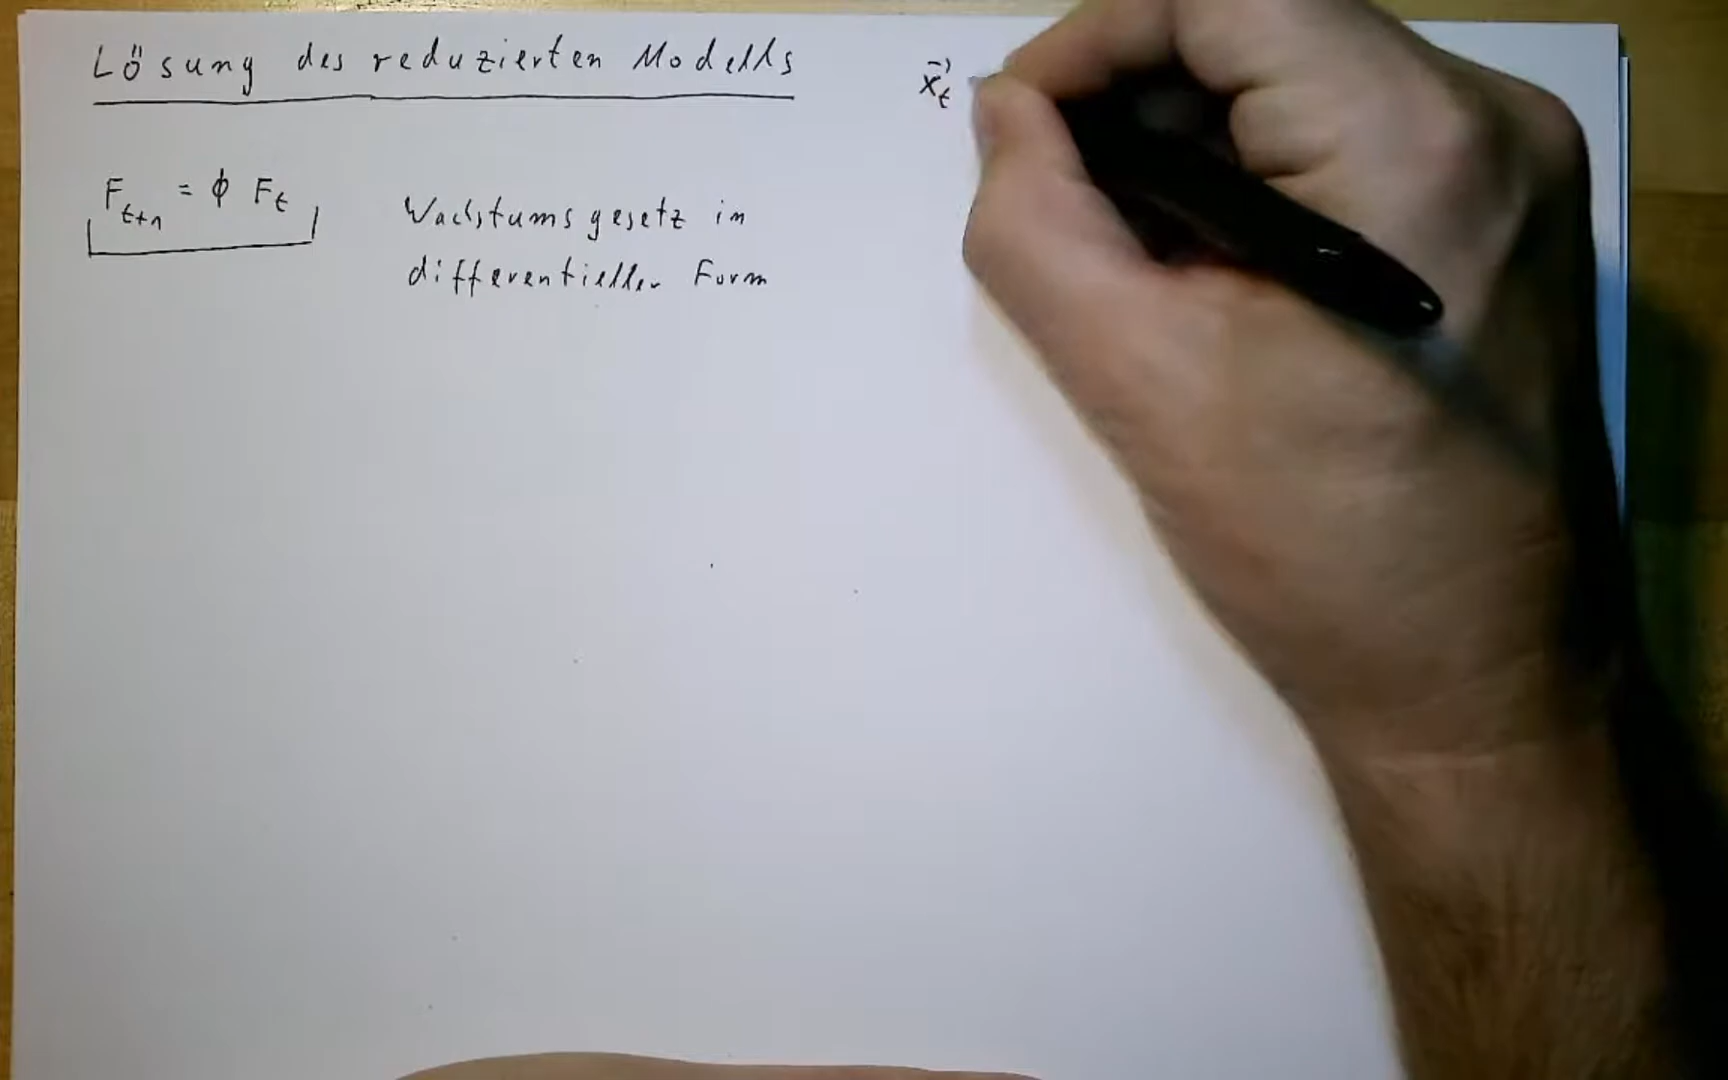 Lösung des reduzierten Modells
x⃗_t
F_{t+1} = ϕ F_t
Wachstumsgesetz in
differentieller Form